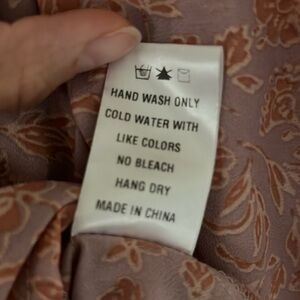 HAND WASH ONLY
COLD WATER WITH
LIKE COLORS
NO BLEACH
HANG DRY
MADE IN CHINA